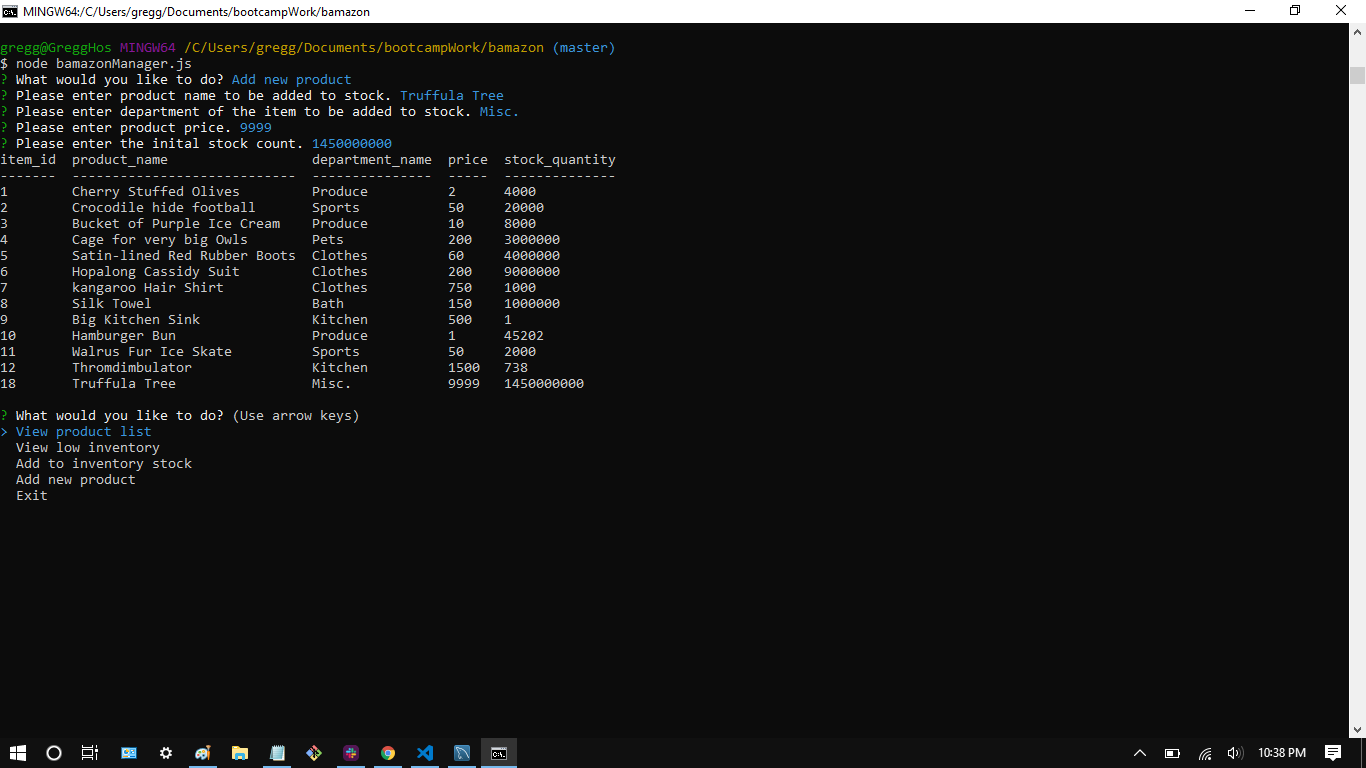 MINGW64:/C/Users/gregg/Documents/bootcampWork/bamazon
gregg@GreggHos MINGW64 /C/Users/gregg/Documents/bootcampWork/bamazon (master)
$ node bamazonManager.js
? What would you like to do? Add new product
? Please enter product name to be added to stock. Truffula Tree
? Please enter department of the item to be added to stock. Misc.
? Please enter product price. 9999
? Please enter the inital stock count. 1450000000
item_id  product_name                  department_name  price  stock_quantity
-------  ----------------------------  ---------------  -----  --------------
1        Cherry Stuffed Olives         Produce          2      4000
2        Crocodile hide football       Sports           50     20000
3        Bucket of Purple Ice Cream    Produce          10     8000
4        Cage for very big Owls        Pets             200    3000000
5        Satin-lined Red Rubber Boots  Clothes          60     4000000
6        Hopalong Cassidy Suit         Clothes          200    9000000
7        kangaroo Hair Shirt           Clothes          750    1000
8        Silk Towel                    Bath             150    1000000
9        Big Kitchen Sink              Kitchen          500    1
10       Hamburger Bun                 Produce          1      45202
11       Walrus Fur Ice Skate          Sports           50     2000
12       Thromdimbulator               Kitchen          1500   738
18       Truffula Tree                 Misc.            9999   1450000000
? What would you like to do? (Use arrow keys)
> View product list
  View low inventory
  Add to inventory stock
  Add new product
  Exit
10:38 PM